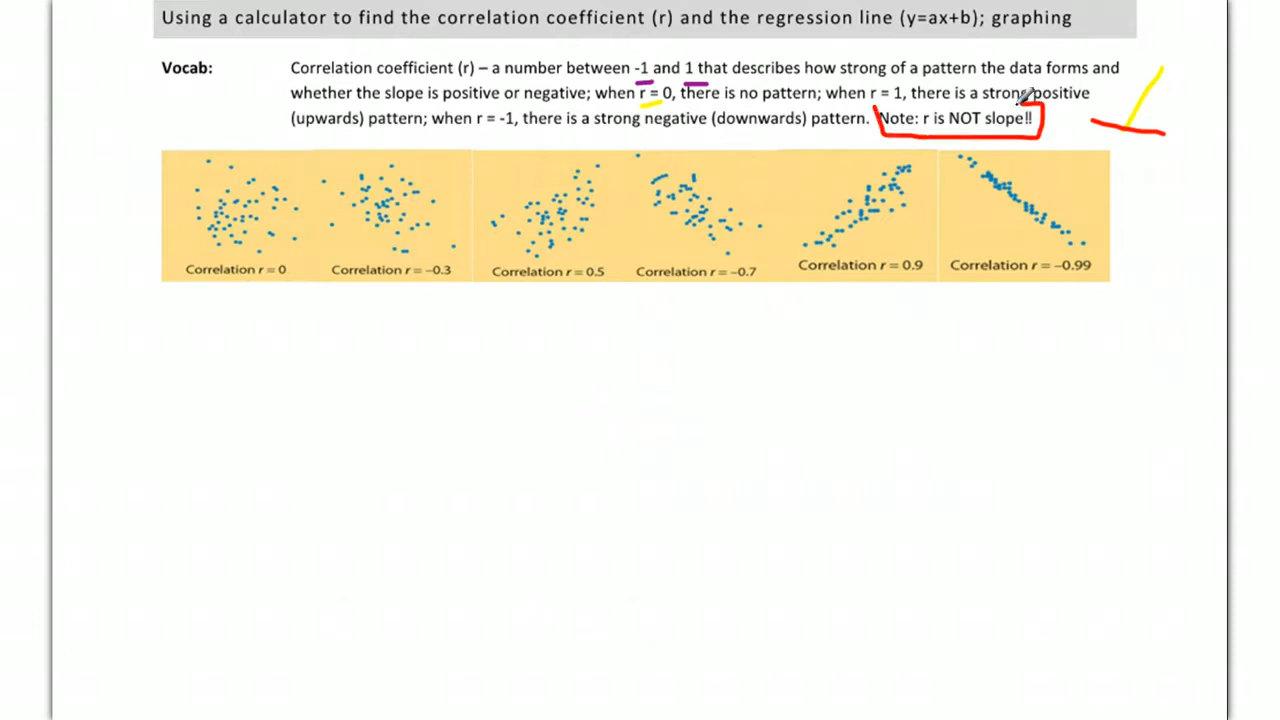 Using a calculator to find the correlation coefficient (r) and the regression line (y=ax+b); graphing
Vocab: Correlation coefficient (r) – a number between -1 and 1 that describes how strong of a pattern the data forms and
whether the slope is positive or negative; when r = 0, there is no pattern; when r = 1, there is a strong positive
(upwards) pattern; when r = -1, there is a strong negative (downwards) pattern. Note: r is NOT slope!!
Correlation r = 0 Correlation r = −0.3 Correlation r = 0.5 Correlation r = −0.7 Correlation r = 0.9 Correlation r = −0.99